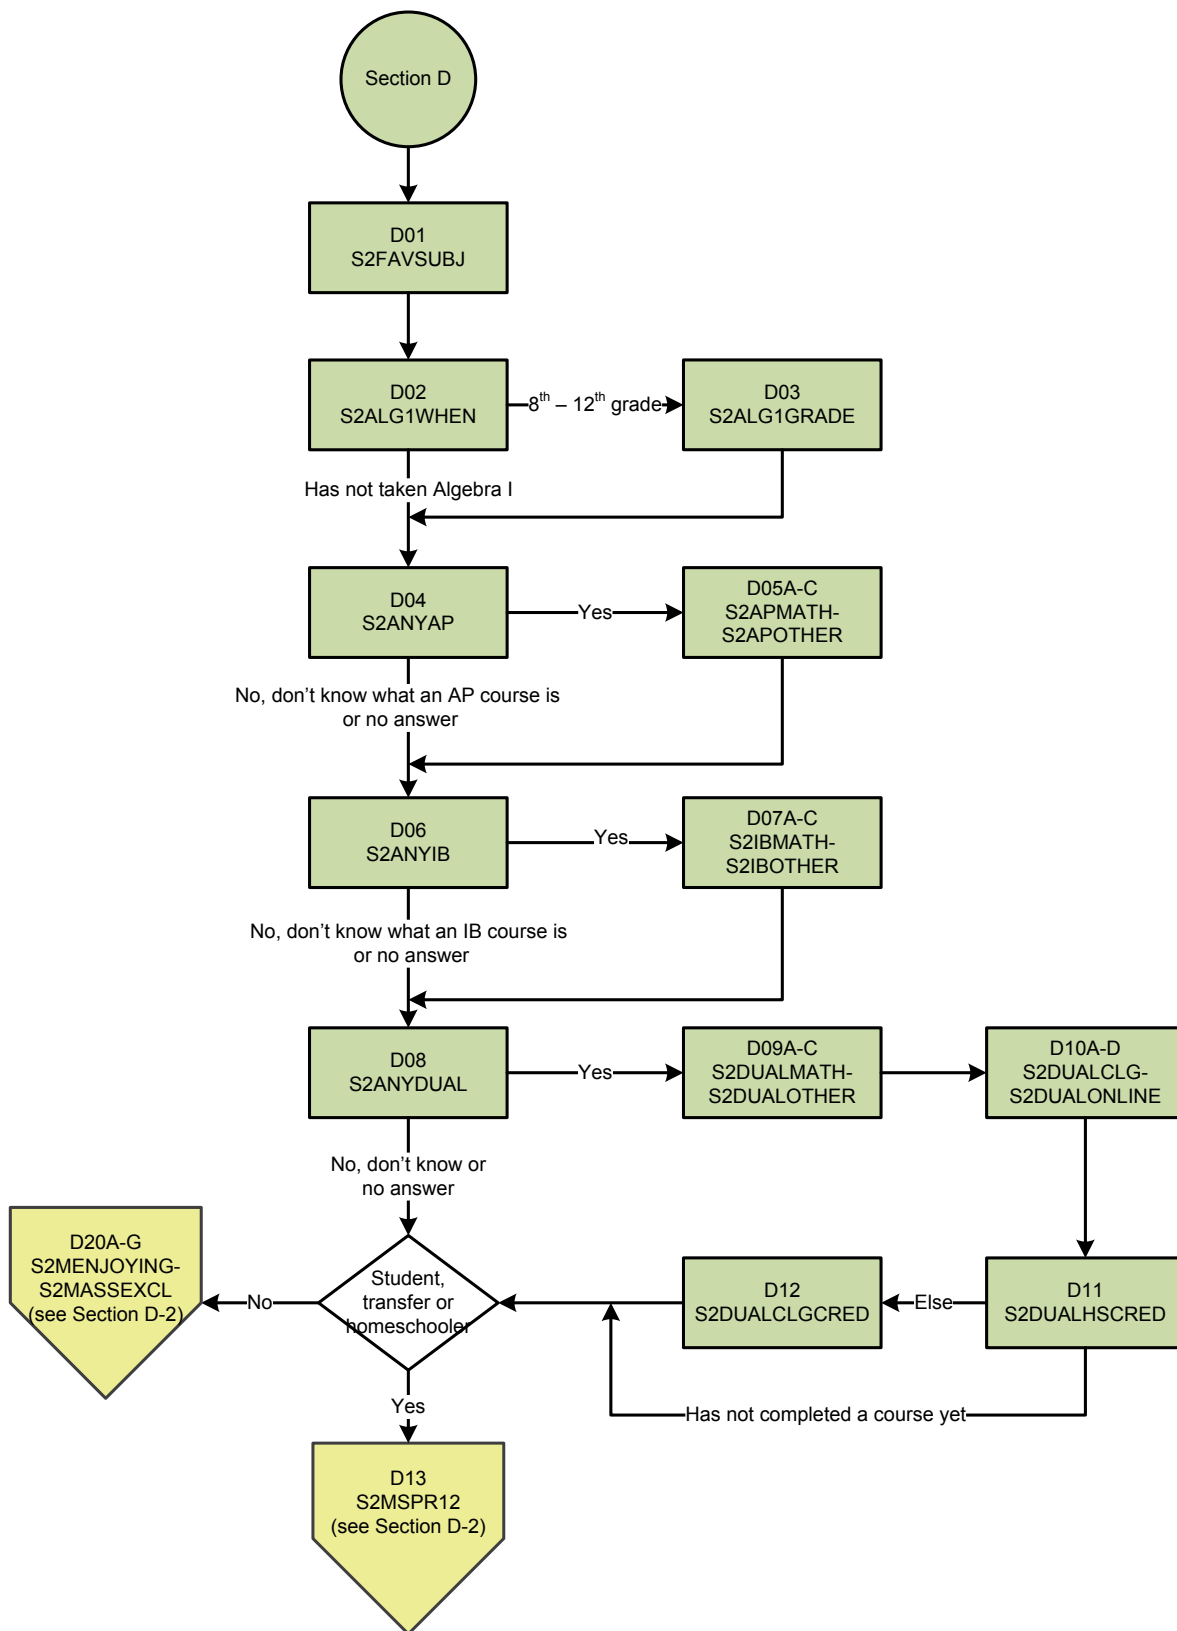 Section D
D01
S2FAVSUBJ
D02
S2ALG1WHEN
8th – 12th grade
D03
S2ALG1GRADE
Has not taken Algebra I
D04
S2ANYAP
Yes
D05A-C
S2APMATH-
S2APOTHER
No, don’t know what an AP course is
or no answer
D06
S2ANYIB
Yes
D07A-C
S2IBMATH-
S2IBOTHER
No, don’t know what an IB course is
or no answer
D08
S2ANYDUAL
Yes
D09A-C
S2DUALMATH-
S2DUALOTHER
D10A-D
S2DUALCLG-
S2DUALONLINE
No, don’t know or
no answer
D20A-G
S2MENJOYING-
S2MASSEXCL
(see Section D-2)
No
Student,
transfer or
homeschooler
D12
S2DUALCLGCRED
Else
D11
S2DUALHSCRED
Has not completed a course yet
Yes
D13
S2MSPR12
(see Section D-2)